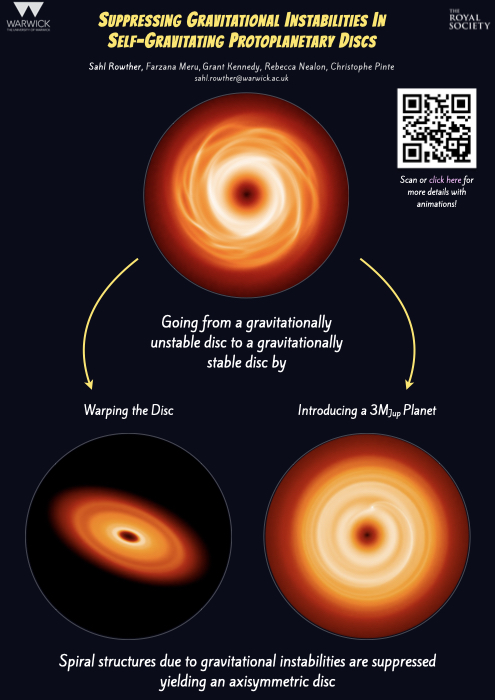 WARWICK
THE UNIVERSITY OF WARWICK
Suppressing Gravitational Instabilities In
Self-Gravitating Protoplanetary Discs
THE
ROYAL
SOCIETY
Sahl Rowther, Farzana Meru, Grant Kennedy, Rebecca Nealon, Christophe Pinte
sahl.rowther@warwick.ac.uk
Scan or click here for
more details with
animations!
Going from a gravitationally
unstable disc to a gravitationally
stable disc by
Warping the Disc
Introducing a 3MJup Planet
Spiral structures due to gravitational instabilities are suppressed
yielding an axisymmetric disc